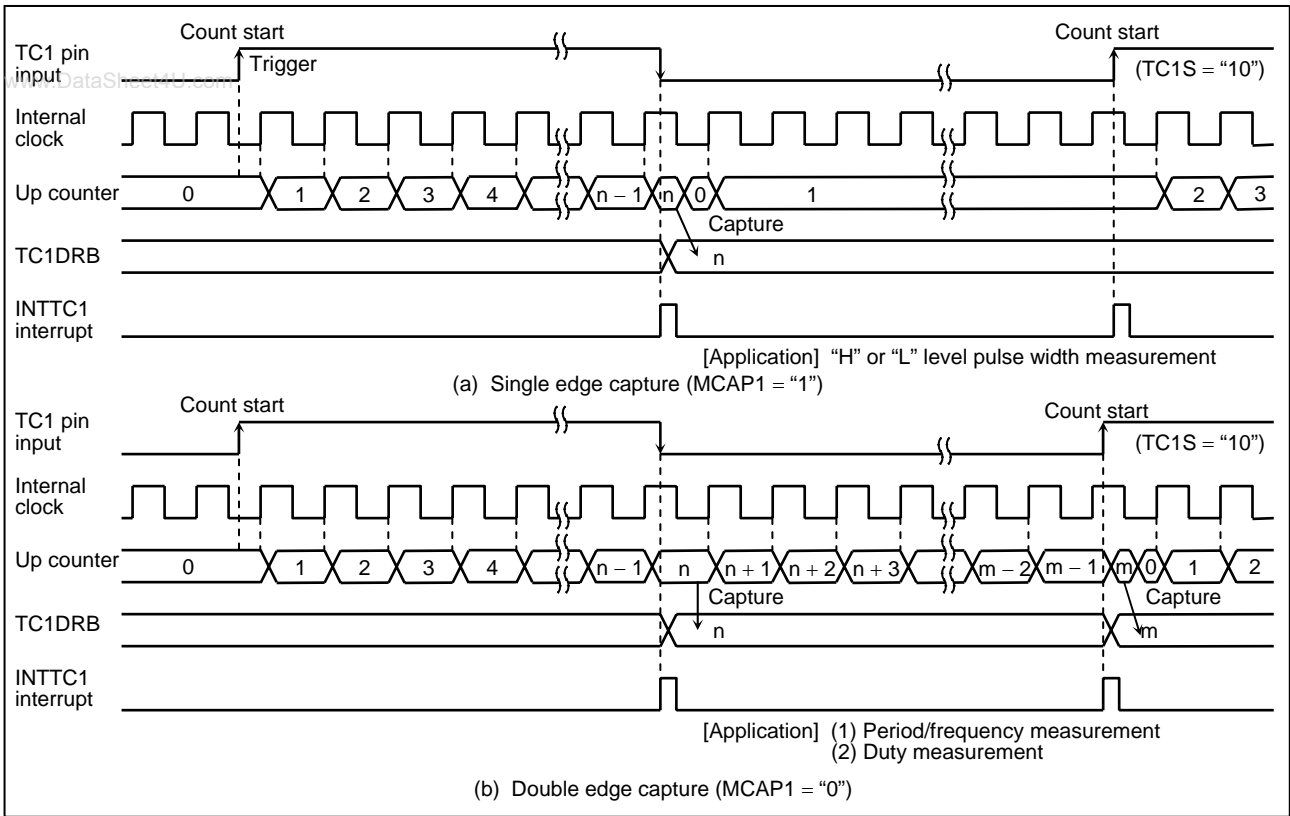 Count start
Count start
TC1 pin
input
Trigger
(TC1S = “10”)
www.DataSheet4U.com
Internal
clock
Up counter 0 1 2 3 4 n − 1 n 0 1 2 3
Capture
TC1DRB n
INTTC1
interrupt
[Application] “H” or “L” level pulse width measurement
(a) Single edge capture (MCAP1 = “1”)
Count start
Count start
TC1 pin
input
(TC1S = “10”)
Internal
clock
Up counter 0 1 2 3 4 n − 1 n n + 1 n + 2 n + 3 m − 2 m − 1 m 0 1 2
Capture Capture
TC1DRB n m
INTTC1
interrupt
[Application] (1) Period/frequency measurement
(2) Duty measurement
(b) Double edge capture (MCAP1 = “0”)